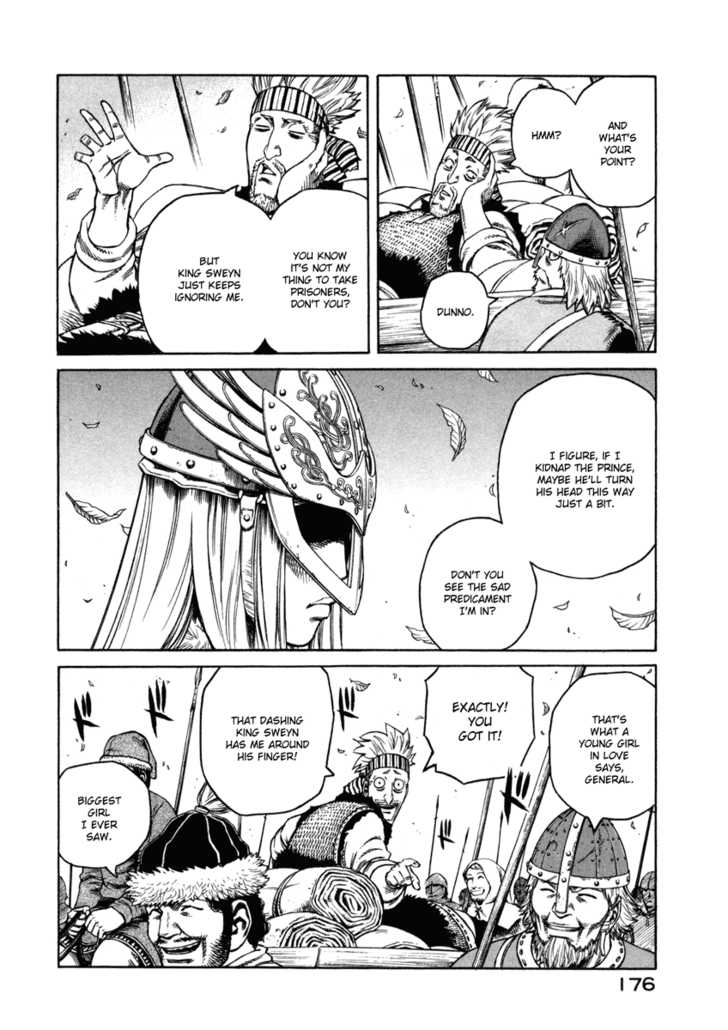 AND
WHAT'S
YOUR
POINT?
HMM?
DUNNO.
YOU KNOW
IT'S NOT MY
THING TO TAKE
PRISONERS,
DON'T YOU?
BUT
KING SWEYN
JUST KEEPS
IGNORING ME.
I FIGURE, IF I
KIDNAP THE PRINCE,
MAYBE HE'LL TURN
HIS HEAD THIS WAY
JUST A BIT.
DON'T YOU
SEE THE SAD
PREDICAMENT
I'M IN?
THAT'S
WHAT A
YOUNG GIRL
IN LOVE
SAYS,
GENERAL.
EXACTLY!
YOU
GOT IT!
THAT DASHING
KING SWEYN
HAS ME AROUND
HIS FINGER!
BIGGEST
GIRL
I EVER
SAW.
176